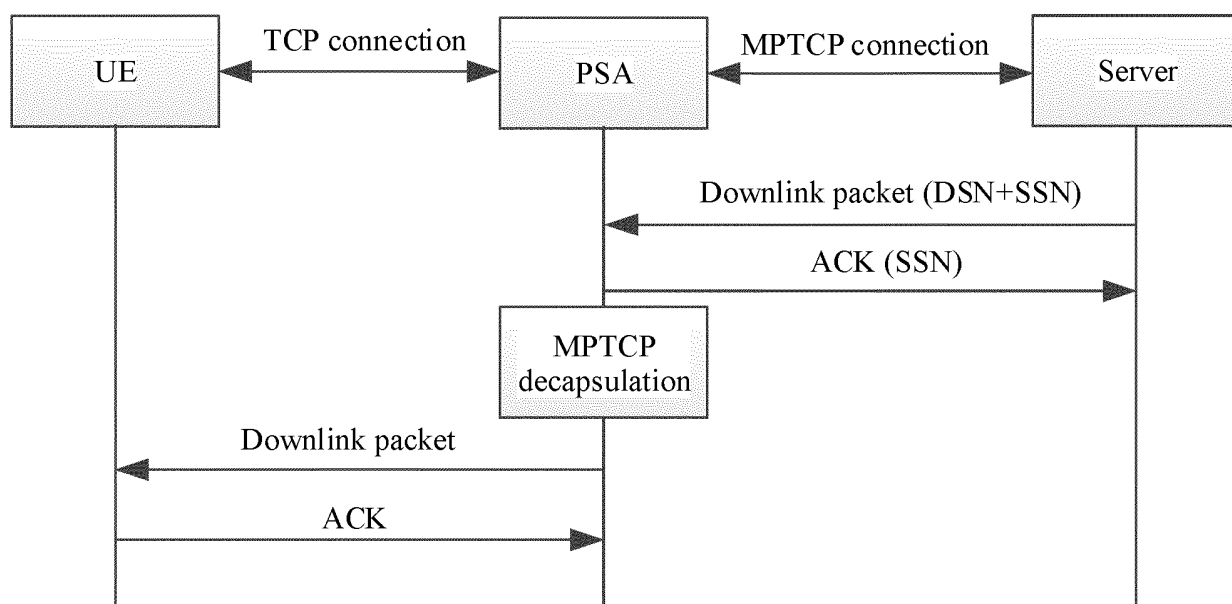 UE
TCP connection
PSA
MPTCP connection
Server
Downlink packet (DSN+SSN)
ACK (SSN)
MPTCP
decapsulation
Downlink packet
ACK